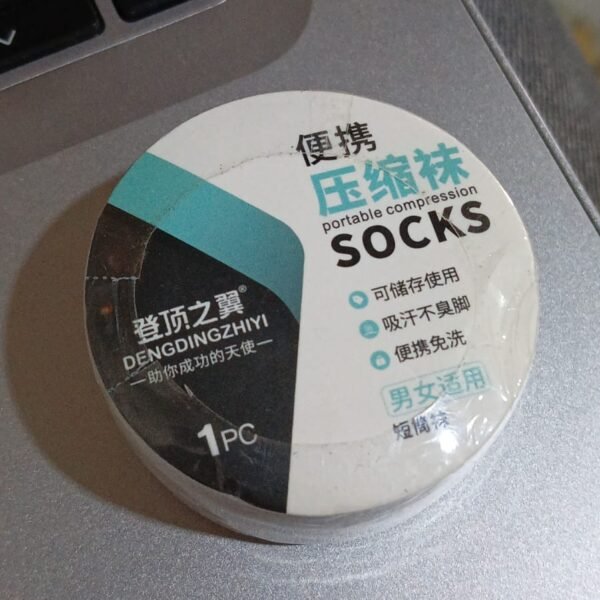 便携
压缩袜
portable compression
SOCKS
可储存使用
吸汗不臭脚
便携免洗
男女适用
短筒袜
登顶之翼®
DENGDINGZHIYI
—助你成功的天使—
1PC